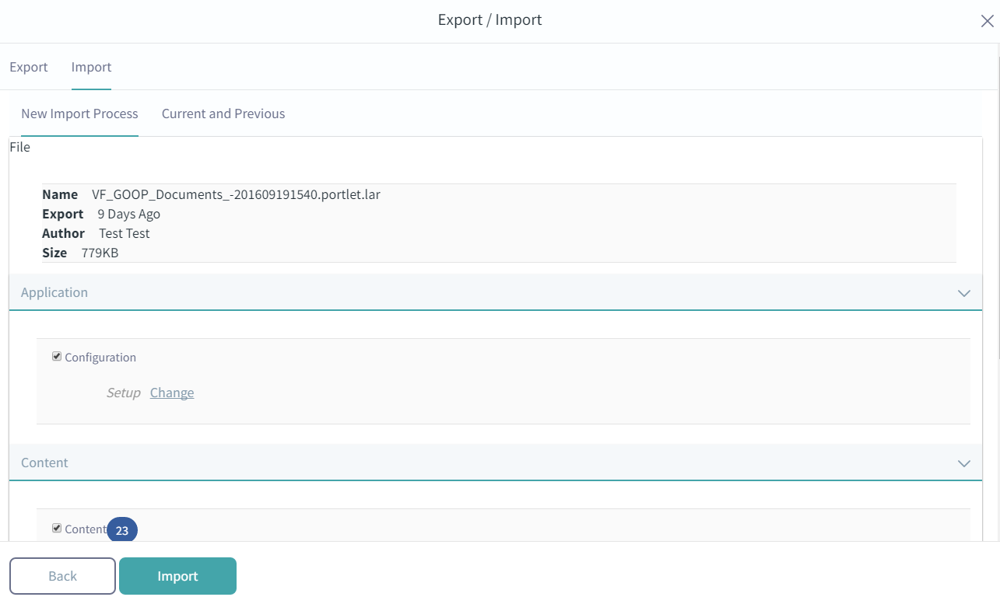 Export / Import
Export Import
New Import Process Current and Previous
File
Name VF_GOOP_Documents_-201609191540.portlet.lar
Export 9 Days Ago
Author Test Test
Size 779KB
Application
Configuration
Setup Change
Content
Content 23
Back Import